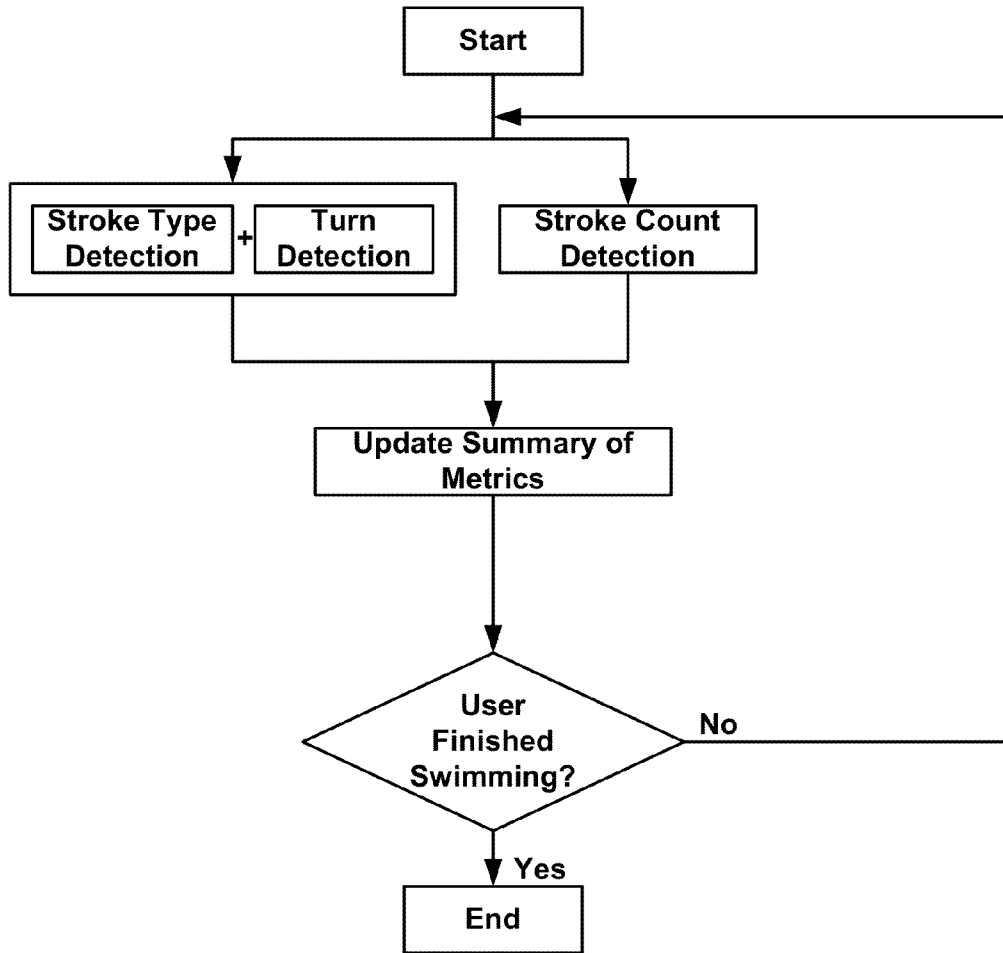 Start
Stroke Type
Detection
+
Turn
Detection
Stroke Count
Detection
Update Summary of
Metrics
User
Finished
Swimming?
No
Yes
End